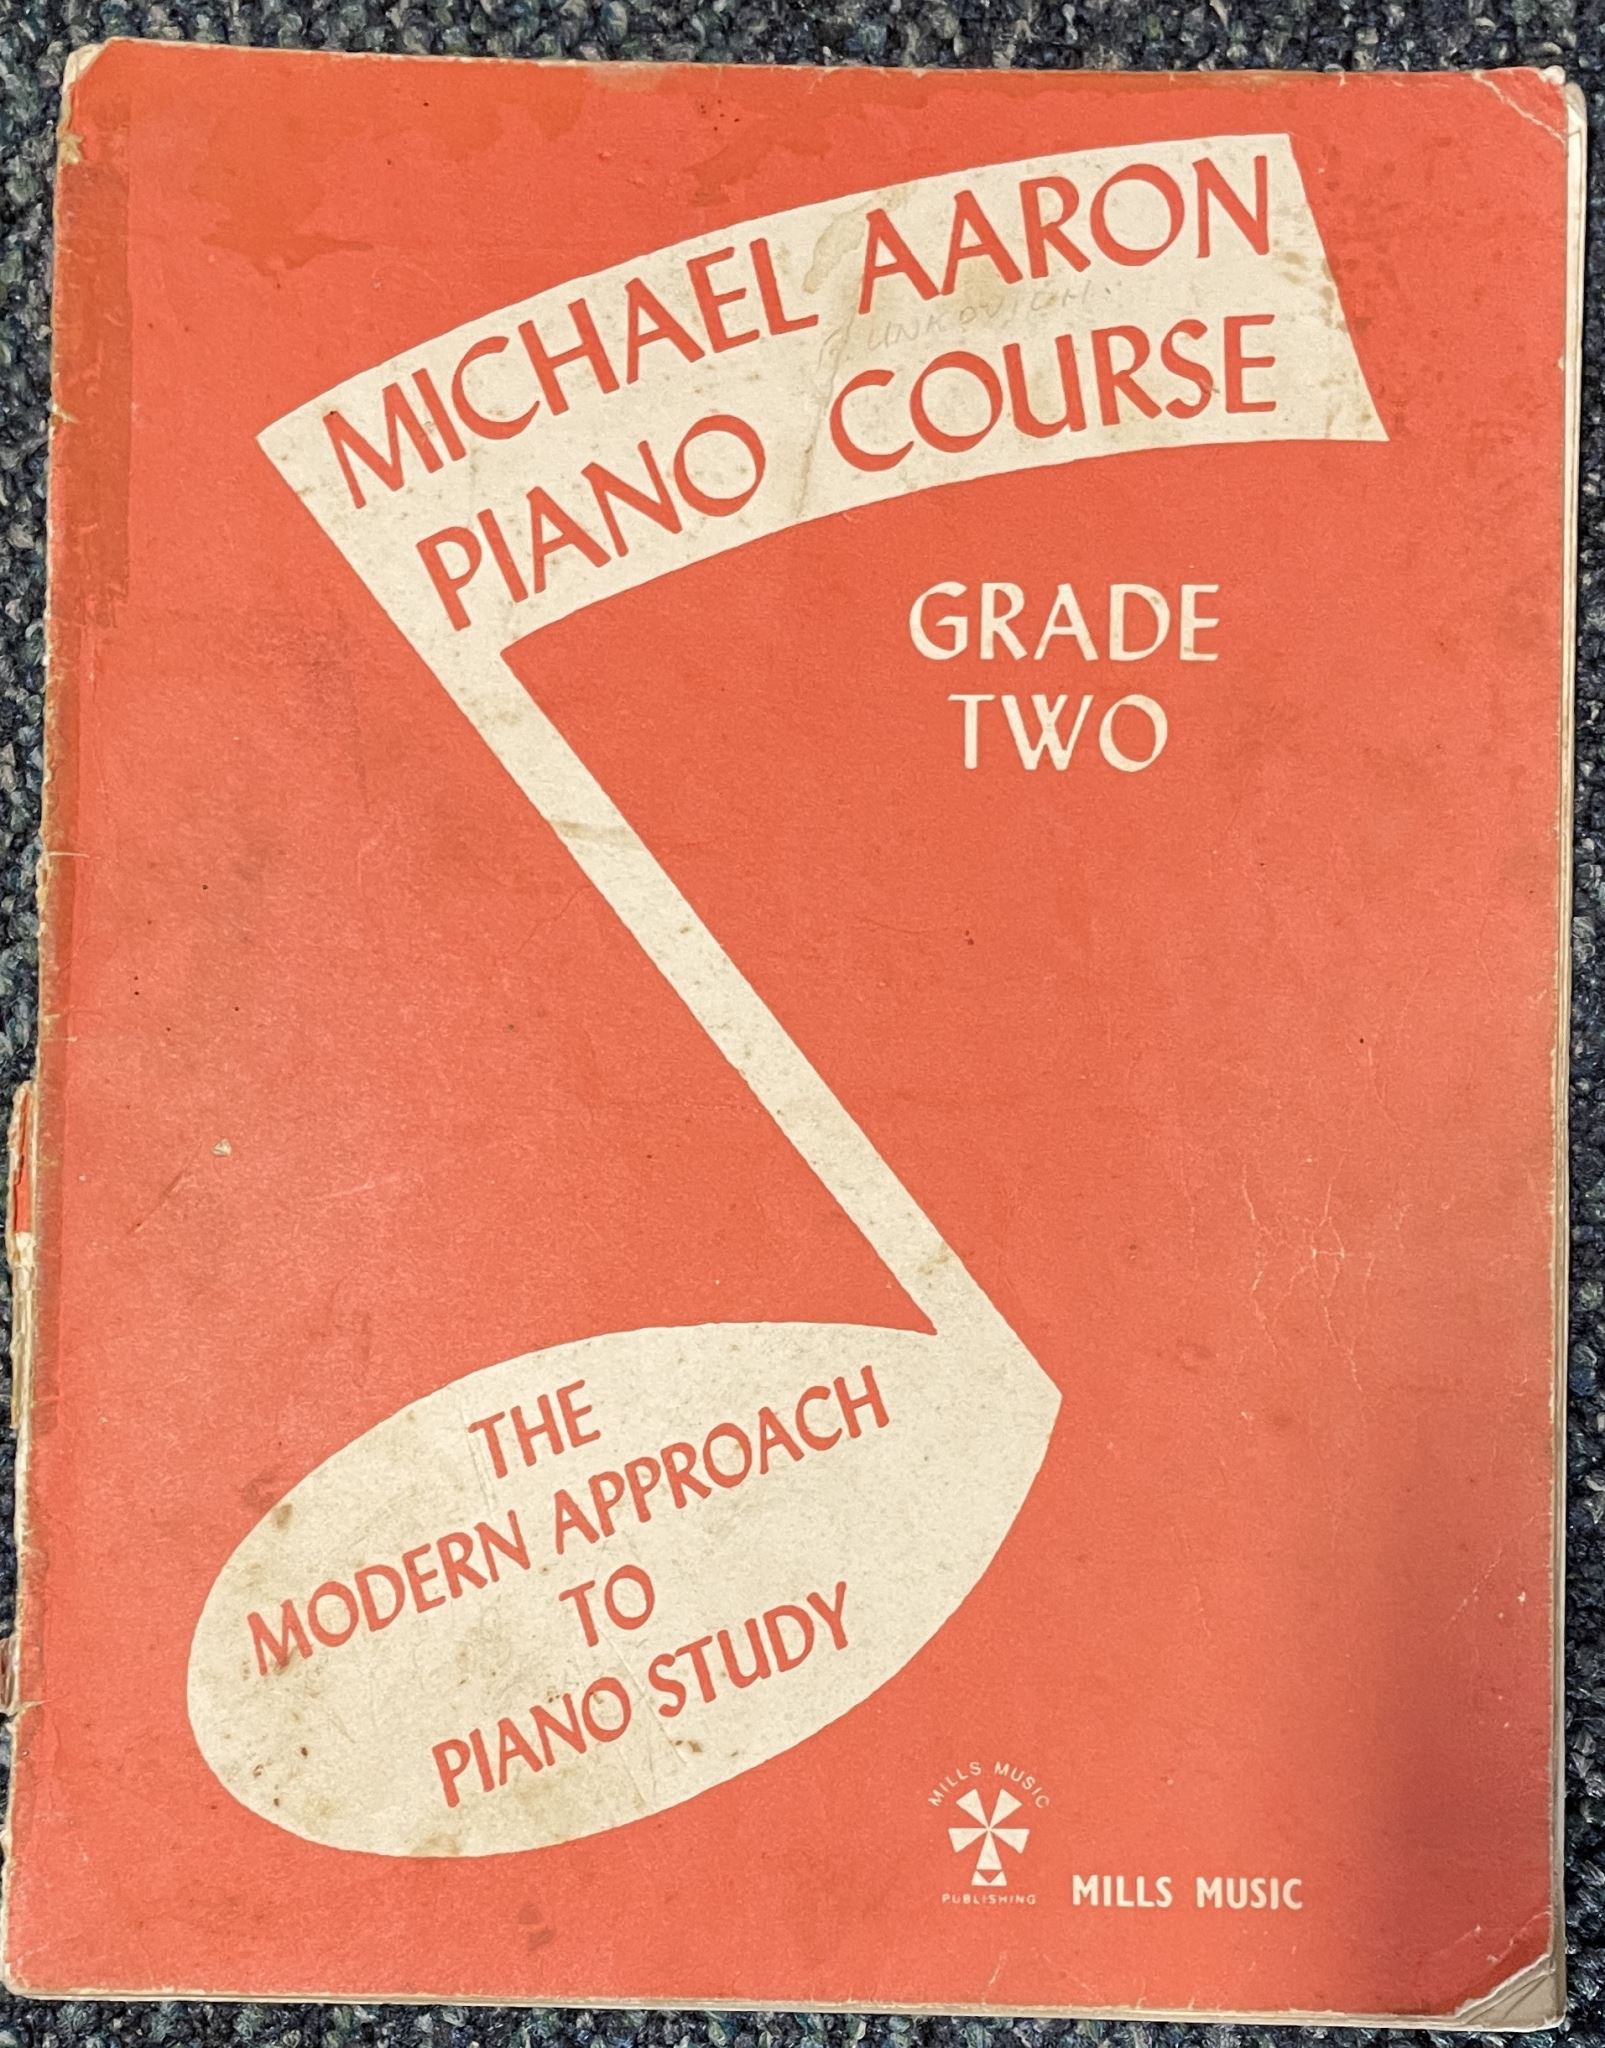 MICHAEL AARON
PIANO COURSE
GRADE
TWO
THE
MODERN APPROACH
TO
PIANO STUDY
MILLS MUSIC
PUBLISHING
MILLS MUSIC